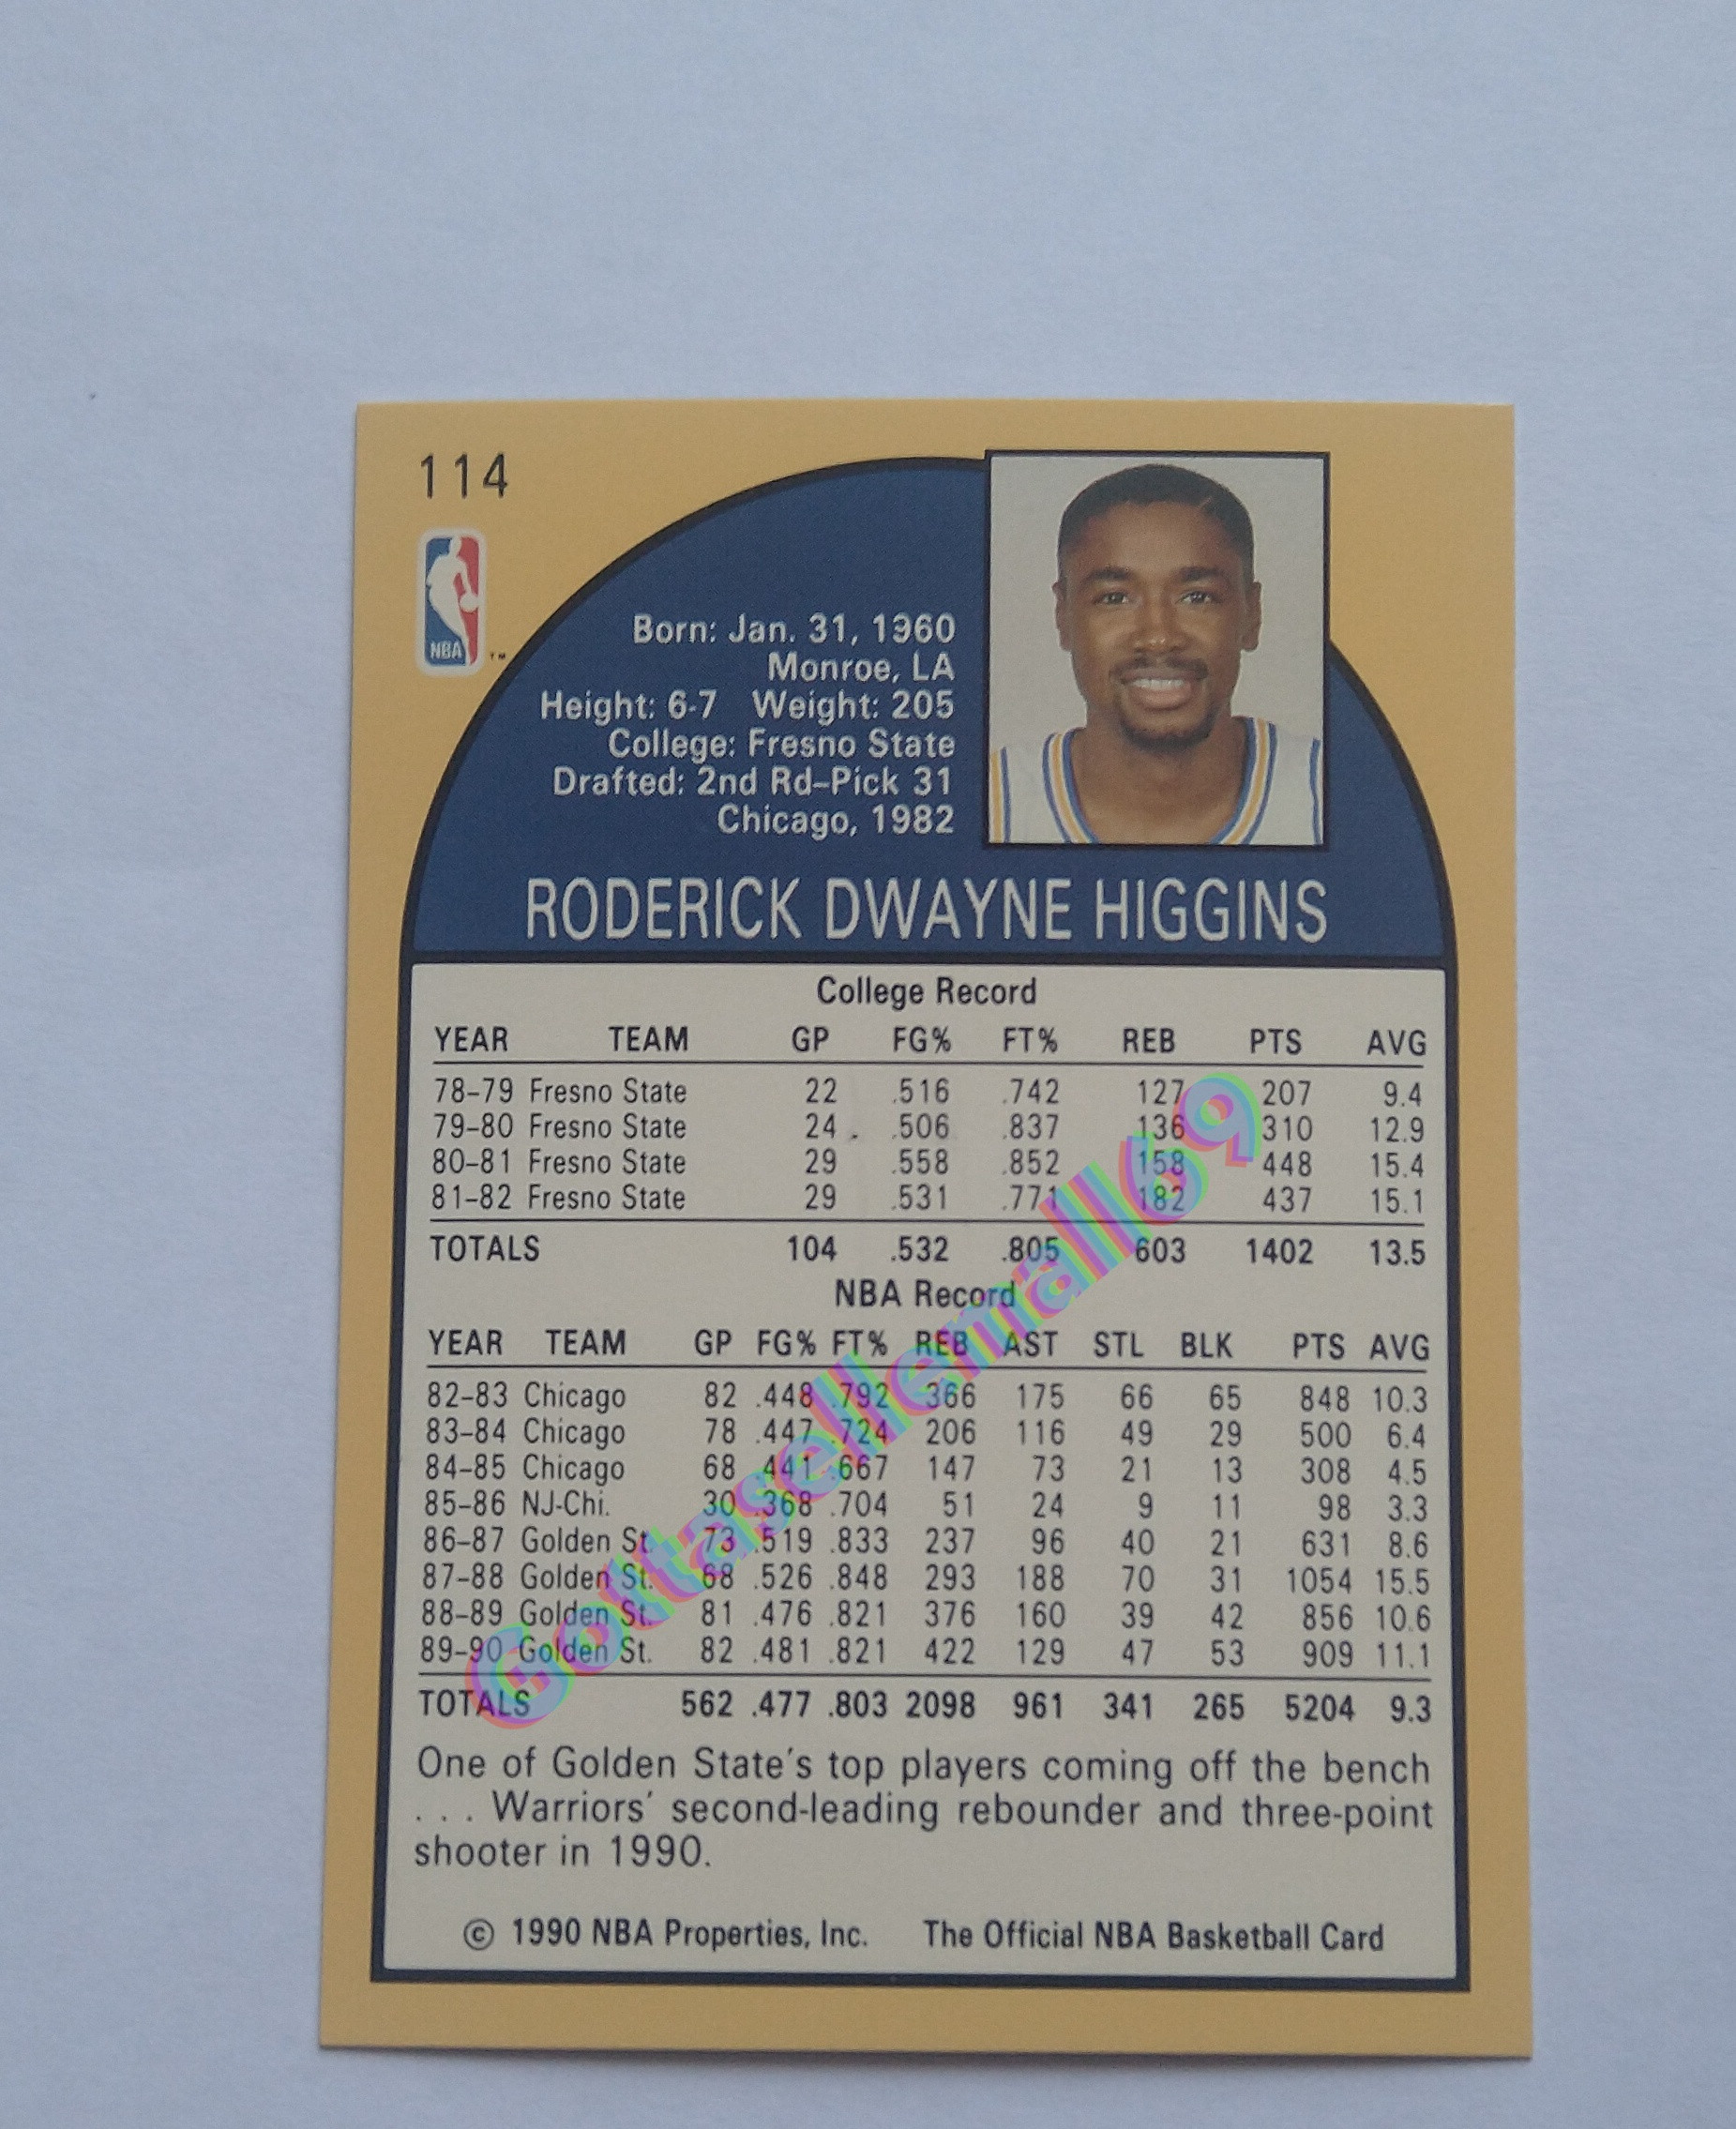 114
NBA
TM
Born: Jan. 31, 1960
Monroe, LA
Height: 6-7 Weight: 205
College: Fresno State
Drafted: 2nd Rd–Pick 31
Chicago, 1982
RODERICK DWAYNE HIGGINS
College Record
YEAR TEAM GP FG% FT% REB PTS AVG
78–79 Fresno State 22 .516 .742 127 207 9.4
79–80 Fresno State 24 .506 .837 136 310 12.9
80–81 Fresno State 29 .558 .852 158 448 15.4
81–82 Fresno State 29 .531 .771 182 437 15.1
TOTALS 104 .532 .805 603 1402 13.5
NBA Record
YEAR TEAM GP FG% FT% REB AST STL BLK PTS AVG
82–83 Chicago 82 .448 .792 366 175 66 65 848 10.3
83–84 Chicago 78 .447 .724 206 116 49 29 500 6.4
84–85 Chicago 68 .441 .667 147 73 21 13 308 4.5
85–86 NJ-Chi. 30 .368 .704 51 24 9 11 98 3.3
86–87 Golden St. 73 .519 .833 237 96 40 21 631 8.6
87–88 Golden St. 68 .526 .848 293 188 70 31 1054 15.5
88–89 Golden St. 81 .476 .821 376 160 39 42 856 10.6
89–90 Golden St. 82 .481 .821 422 129 47 53 909 11.1
TOTALS 562 .477 .803 2098 961 341 265 5204 9.3
One of Golden State's top players coming off the bench
. . . Warriors' second-leading rebounder and three-point
shooter in 1990.
© 1990 NBA Properties, Inc. The Official NBA Basketball Card
Gottasellemall69